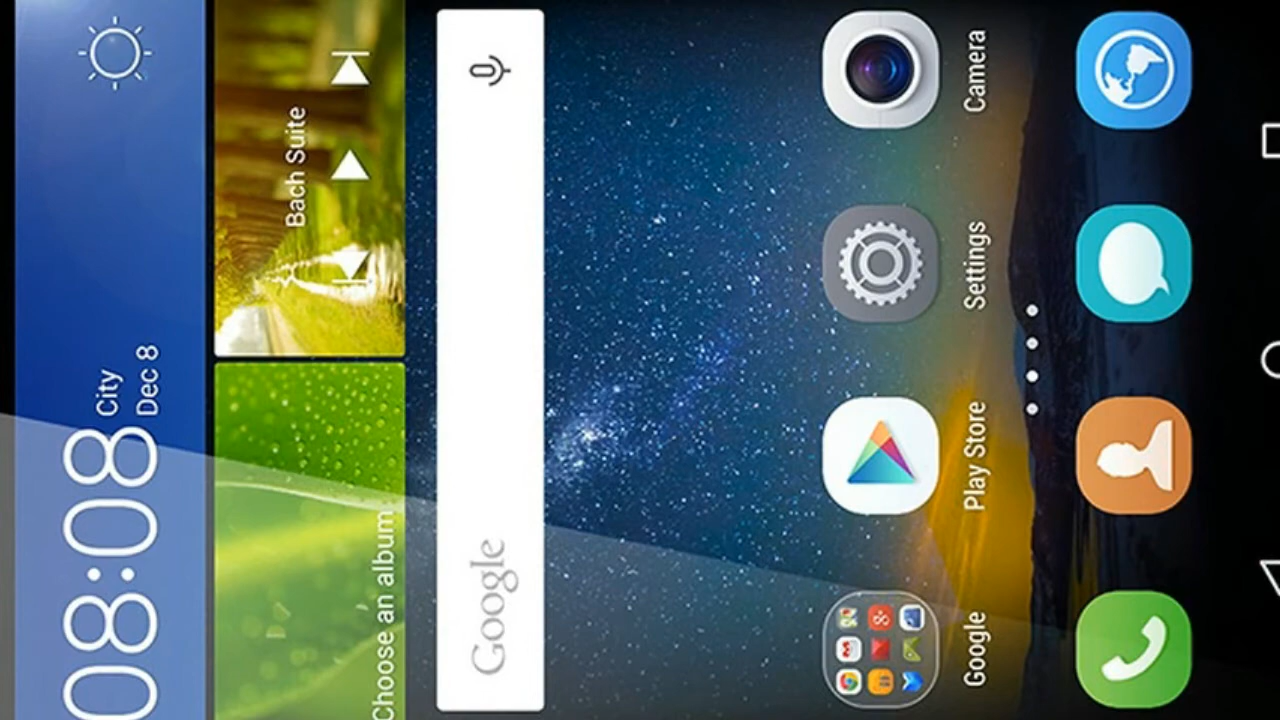 08:08
City
Dec 8
Choose an album
Bach Suite
Google
Google
Play Store
Settings
Camera